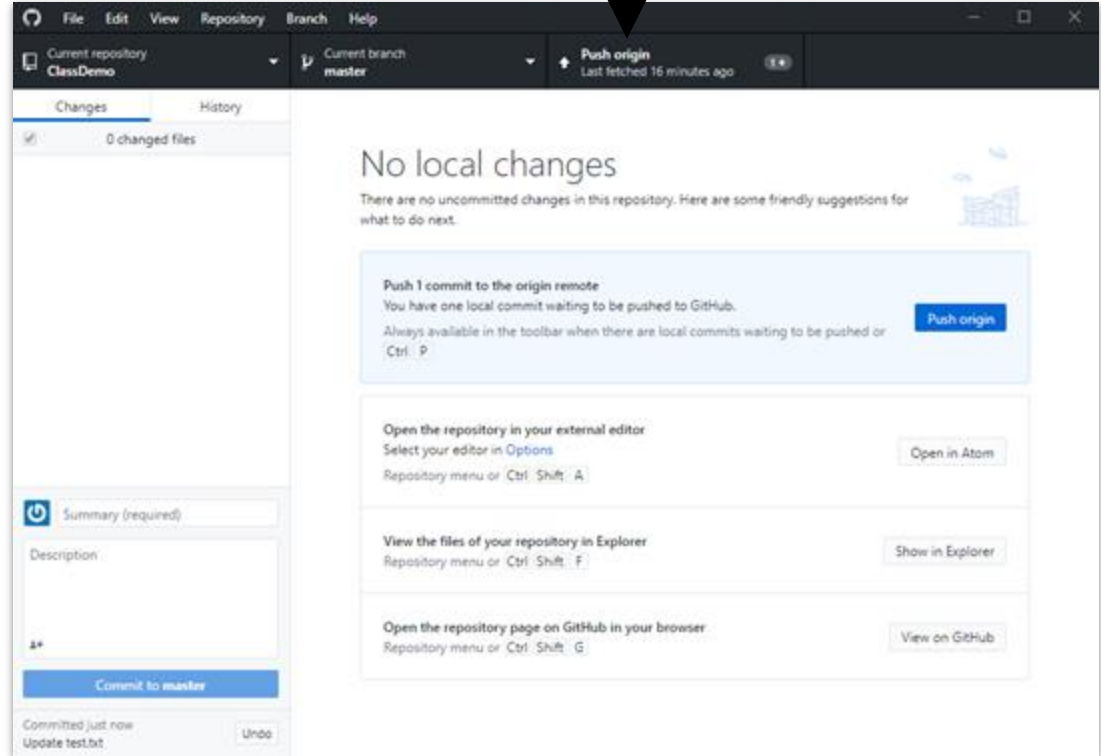 File Edit View Repository Branch Help
Current repository
ClassDemo
Current branch
master
Push origin
Last fetched 16 minutes ago
1
Changes History
0 changed files
No local changes
There are no uncommitted changes in this repository. Here are some friendly suggestions for
what to do next.
Push 1 commit to the origin remote
You have one local commit waiting to be pushed to GitHub.
Always available in the toolbar when there are local commits waiting to be pushed or
Ctrl P
Push origin
Open the repository in your external editor
Select your editor in Options
Repository menu or Ctrl Shift A
Open in Atom
View the files of your repository in Explorer
Repository menu or Ctrl Shift F
Show in Explorer
Open the repository page on GitHub in your browser
Repository menu or Ctrl Shift G
View on GitHub
Summary (required)
Description
Commit to master
Committed just now
Update test.txt
Undo